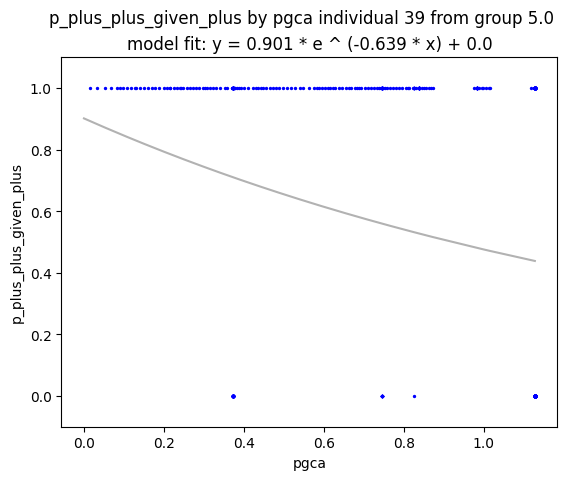 p_plus_plus_given_plus by pgca individual 39 from group 5.0
model fit: y = 0.901 * e ^ (-0.639 * x) + 0.0
p_plus_plus_given_plus
1.0
0.8
0.6
0.4
0.2
0.0
0.0 0.2 0.4 0.6 0.8 1.0
pgca